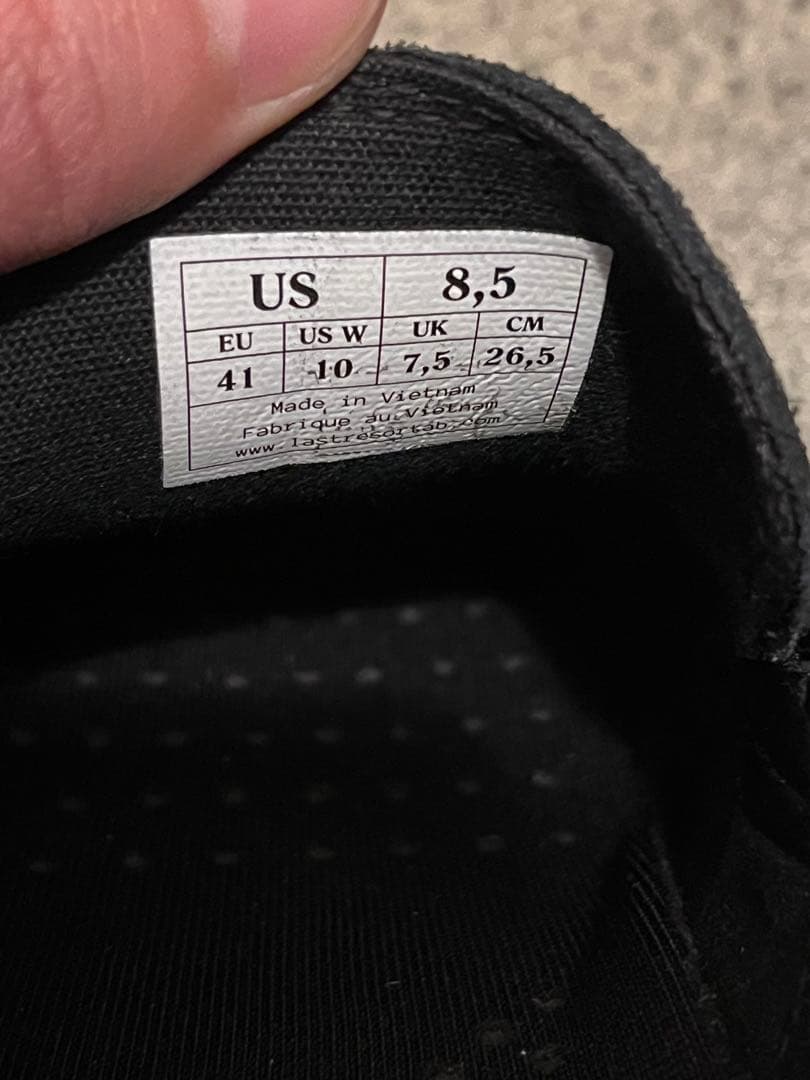 US 8,5
EU US W UK CM
41 10 7,5 26,5
Made in Vietnam
Fabrique au Viêtnam
www.lastresortab.com